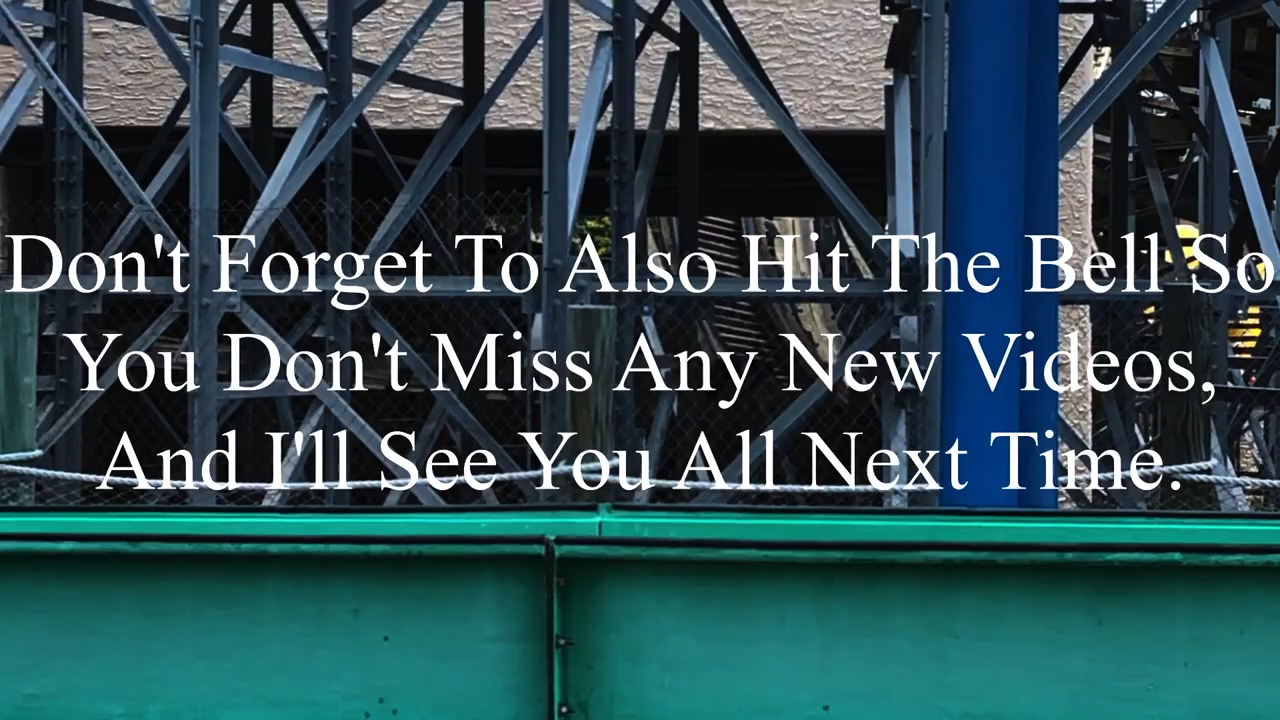 Don't Forget To Also Hit The Bell So
You Don't Miss Any New Videos,
And I'll See You All Next Time.